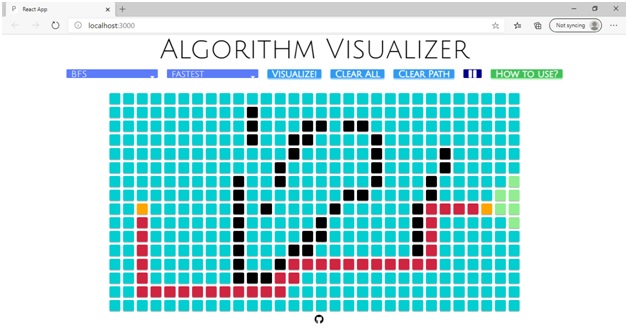 React App
localhost:3000
Not syncing
ALGORITHM VISUALIZER
BFS FASTEST VISUALIZE! CLEAR ALL CLEAR PATH HOW TO USE?